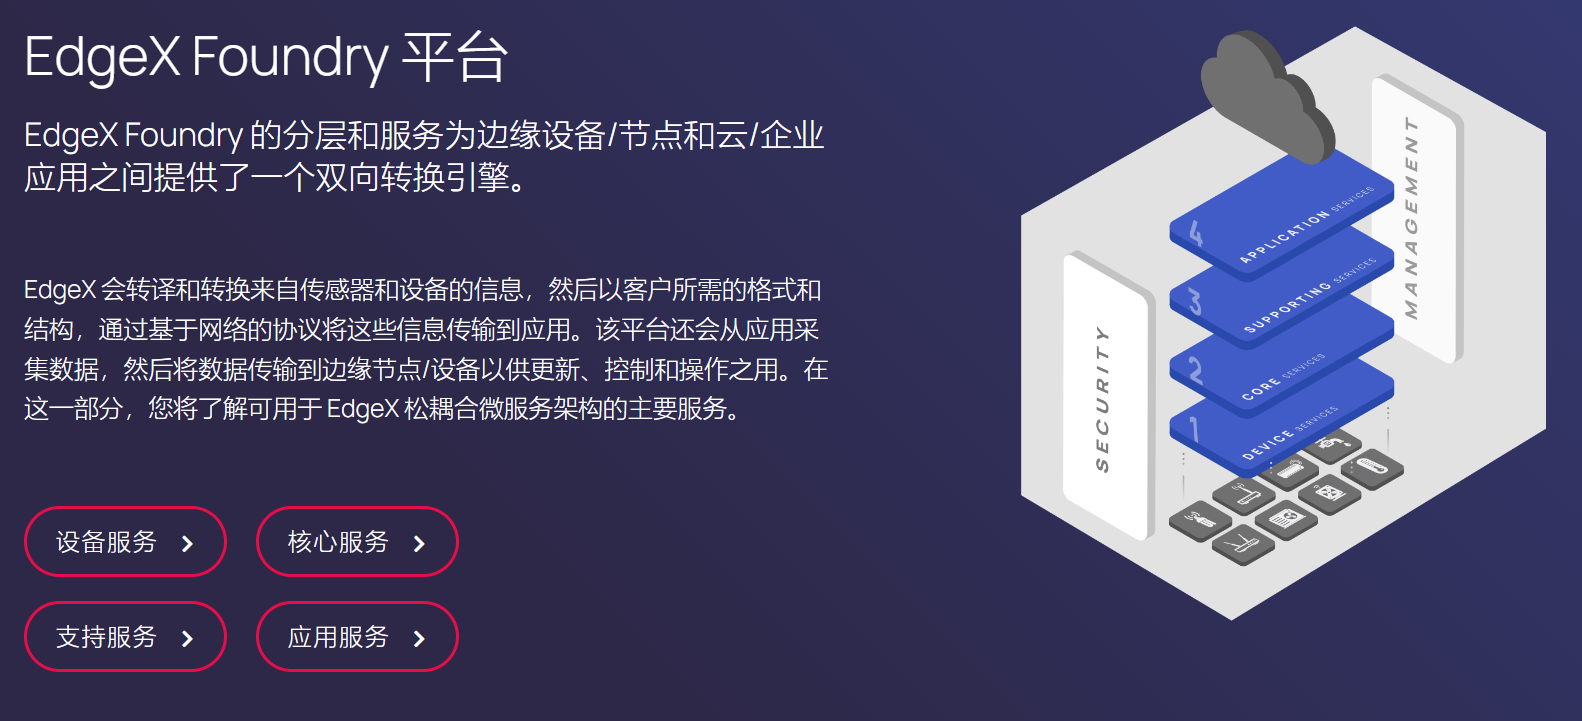 EdgeX Foundry 平台
EdgeX Foundry 的分层和服务为边缘设备/节点和云/企业
应用之间提供了一个双向转换引擎。
EdgeX 会转译和转换来自传感器和设备的信息，然后以客户所需的格式和
结构，通过基于网络的协议将这些信息传输到应用。该平台还会从应用采
集数据，然后将数据传输到边缘节点/设备以供更新、控制和操作之用。在
这一部分，您将了解可用于 EdgeX 松耦合微服务架构的主要服务。
设备服务
核心服务
支持服务
应用服务
MANAGEMENT
SECURITY
4 APPLICATION SERVICES
3 SUPPORTING SERVICES
2 CORE SERVICES
1 DEVICE SERVICES